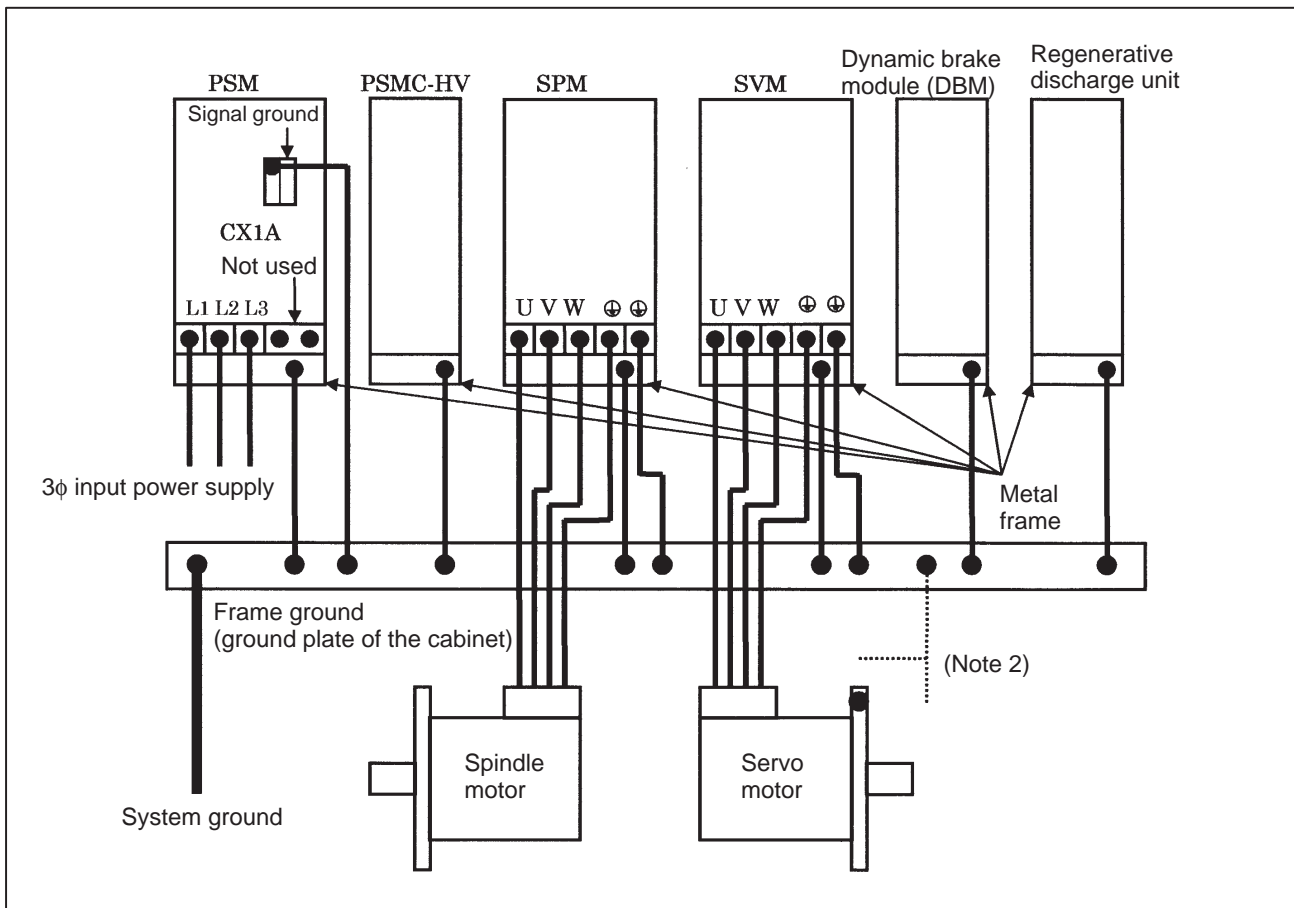 PSM
PSMC-HV
SPM
SVM
Dynamic brake
module (DBM)
Regenerative
discharge unit
Signal ground
CX1A
Not used
L1 L2 L3
U V W ⏚ ⏚
U V W ⏚ ⏚
3ϕ input power supply
Metal
frame
Frame ground
(ground plate of the cabinet)
(Note 2)
Spindle
motor
Servo
motor
System ground